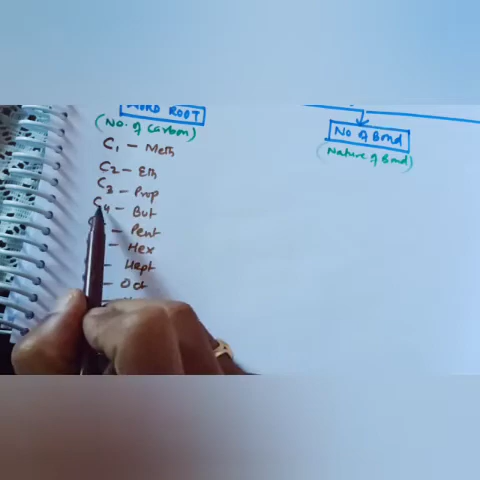 WORD ROOT
(No. of Carbon)
C1 - Meth
C2 - Eth
C3 - Prop
C4 - But
- Pent
- Hex
- Hept
- Oct
No of Bond
(Nature of Bond)